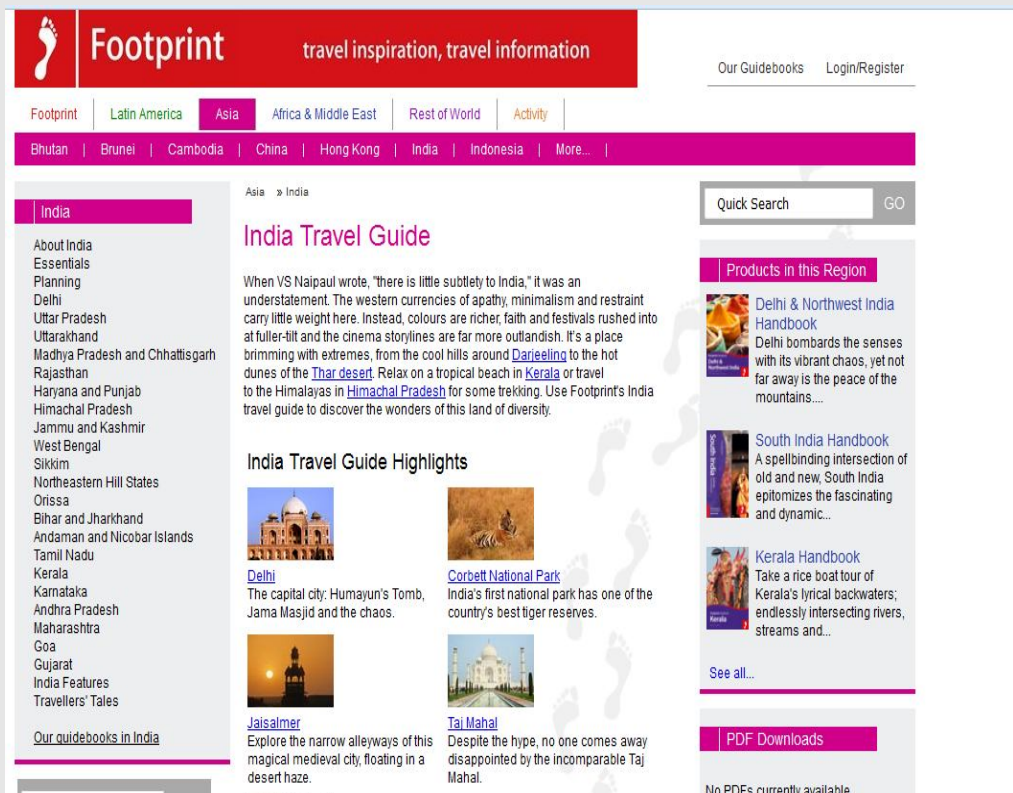 Footprint
travel inspiration, travel information
Our Guidebooks Login/Register
Footprint Latin America Asia Africa & Middle East Rest of World Activity
Bhutan | Brunei | Cambodia | China | Hong Kong | India | Indonesia | More... |
India
About India
Essentials
Planning
Delhi
Uttar Pradesh
Uttarakhand
Madhya Pradesh and Chhattisgarh
Rajasthan
Haryana and Punjab
Himachal Pradesh
Jammu and Kashmir
West Bengal
Sikkim
Northeastern Hill States
Orissa
Bihar and Jharkhand
Andaman and Nicobar Islands
Tamil Nadu
Kerala
Karnataka
Andhra Pradesh
Maharashtra
Goa
Gujarat
India Features
Travellers' Tales
Our guidebooks in India
Asia » India
India Travel Guide
When VS Naipaul wrote, "there is little subtlety to India," it was an
understatement. The western currencies of apathy, minimalism and restraint
carry little weight here. Instead, colours are richer, faith and festivals rushed into
at fuller-tilt and the cinema storylines are far more outlandish. It's a place
brimming with extremes, from the cool hills around Darjeeling to the hot
dunes of the Thar desert. Relax on a tropical beach in Kerala or travel
to the Himalayas in Himachal Pradesh for some trekking. Use Footprint's India
travel guide to discover the wonders of this land of diversity.
India Travel Guide Highlights
Delhi
The capital city: Humayun's Tomb,
Jama Masjid and the chaos.
Corbett National Park
India's first national park has one of the
country's best tiger reserves.
Jaisalmer
Explore the narrow alleyways of this
magical medieval city, floating in a
desert haze.
Taj Mahal
Despite the hype, no one comes away
disappointed by the incomparable Taj
Mahal.
Quick Search GO
Products in this Region
Delhi & Northwest India
Handbook
Delhi bombards the senses
with its vibrant chaos, yet not
far away is the peace of the
mountains....
South India Handbook
A spellbinding intersection of
old and new, South India
epitomizes the fascinating
and dynamic...
Kerala Handbook
Take a rice boat tour of
Kerala's lyrical backwaters;
endlessly intersecting rivers,
streams and...
See all...
PDF Downloads
No PDFs currently available
South India
Kerala